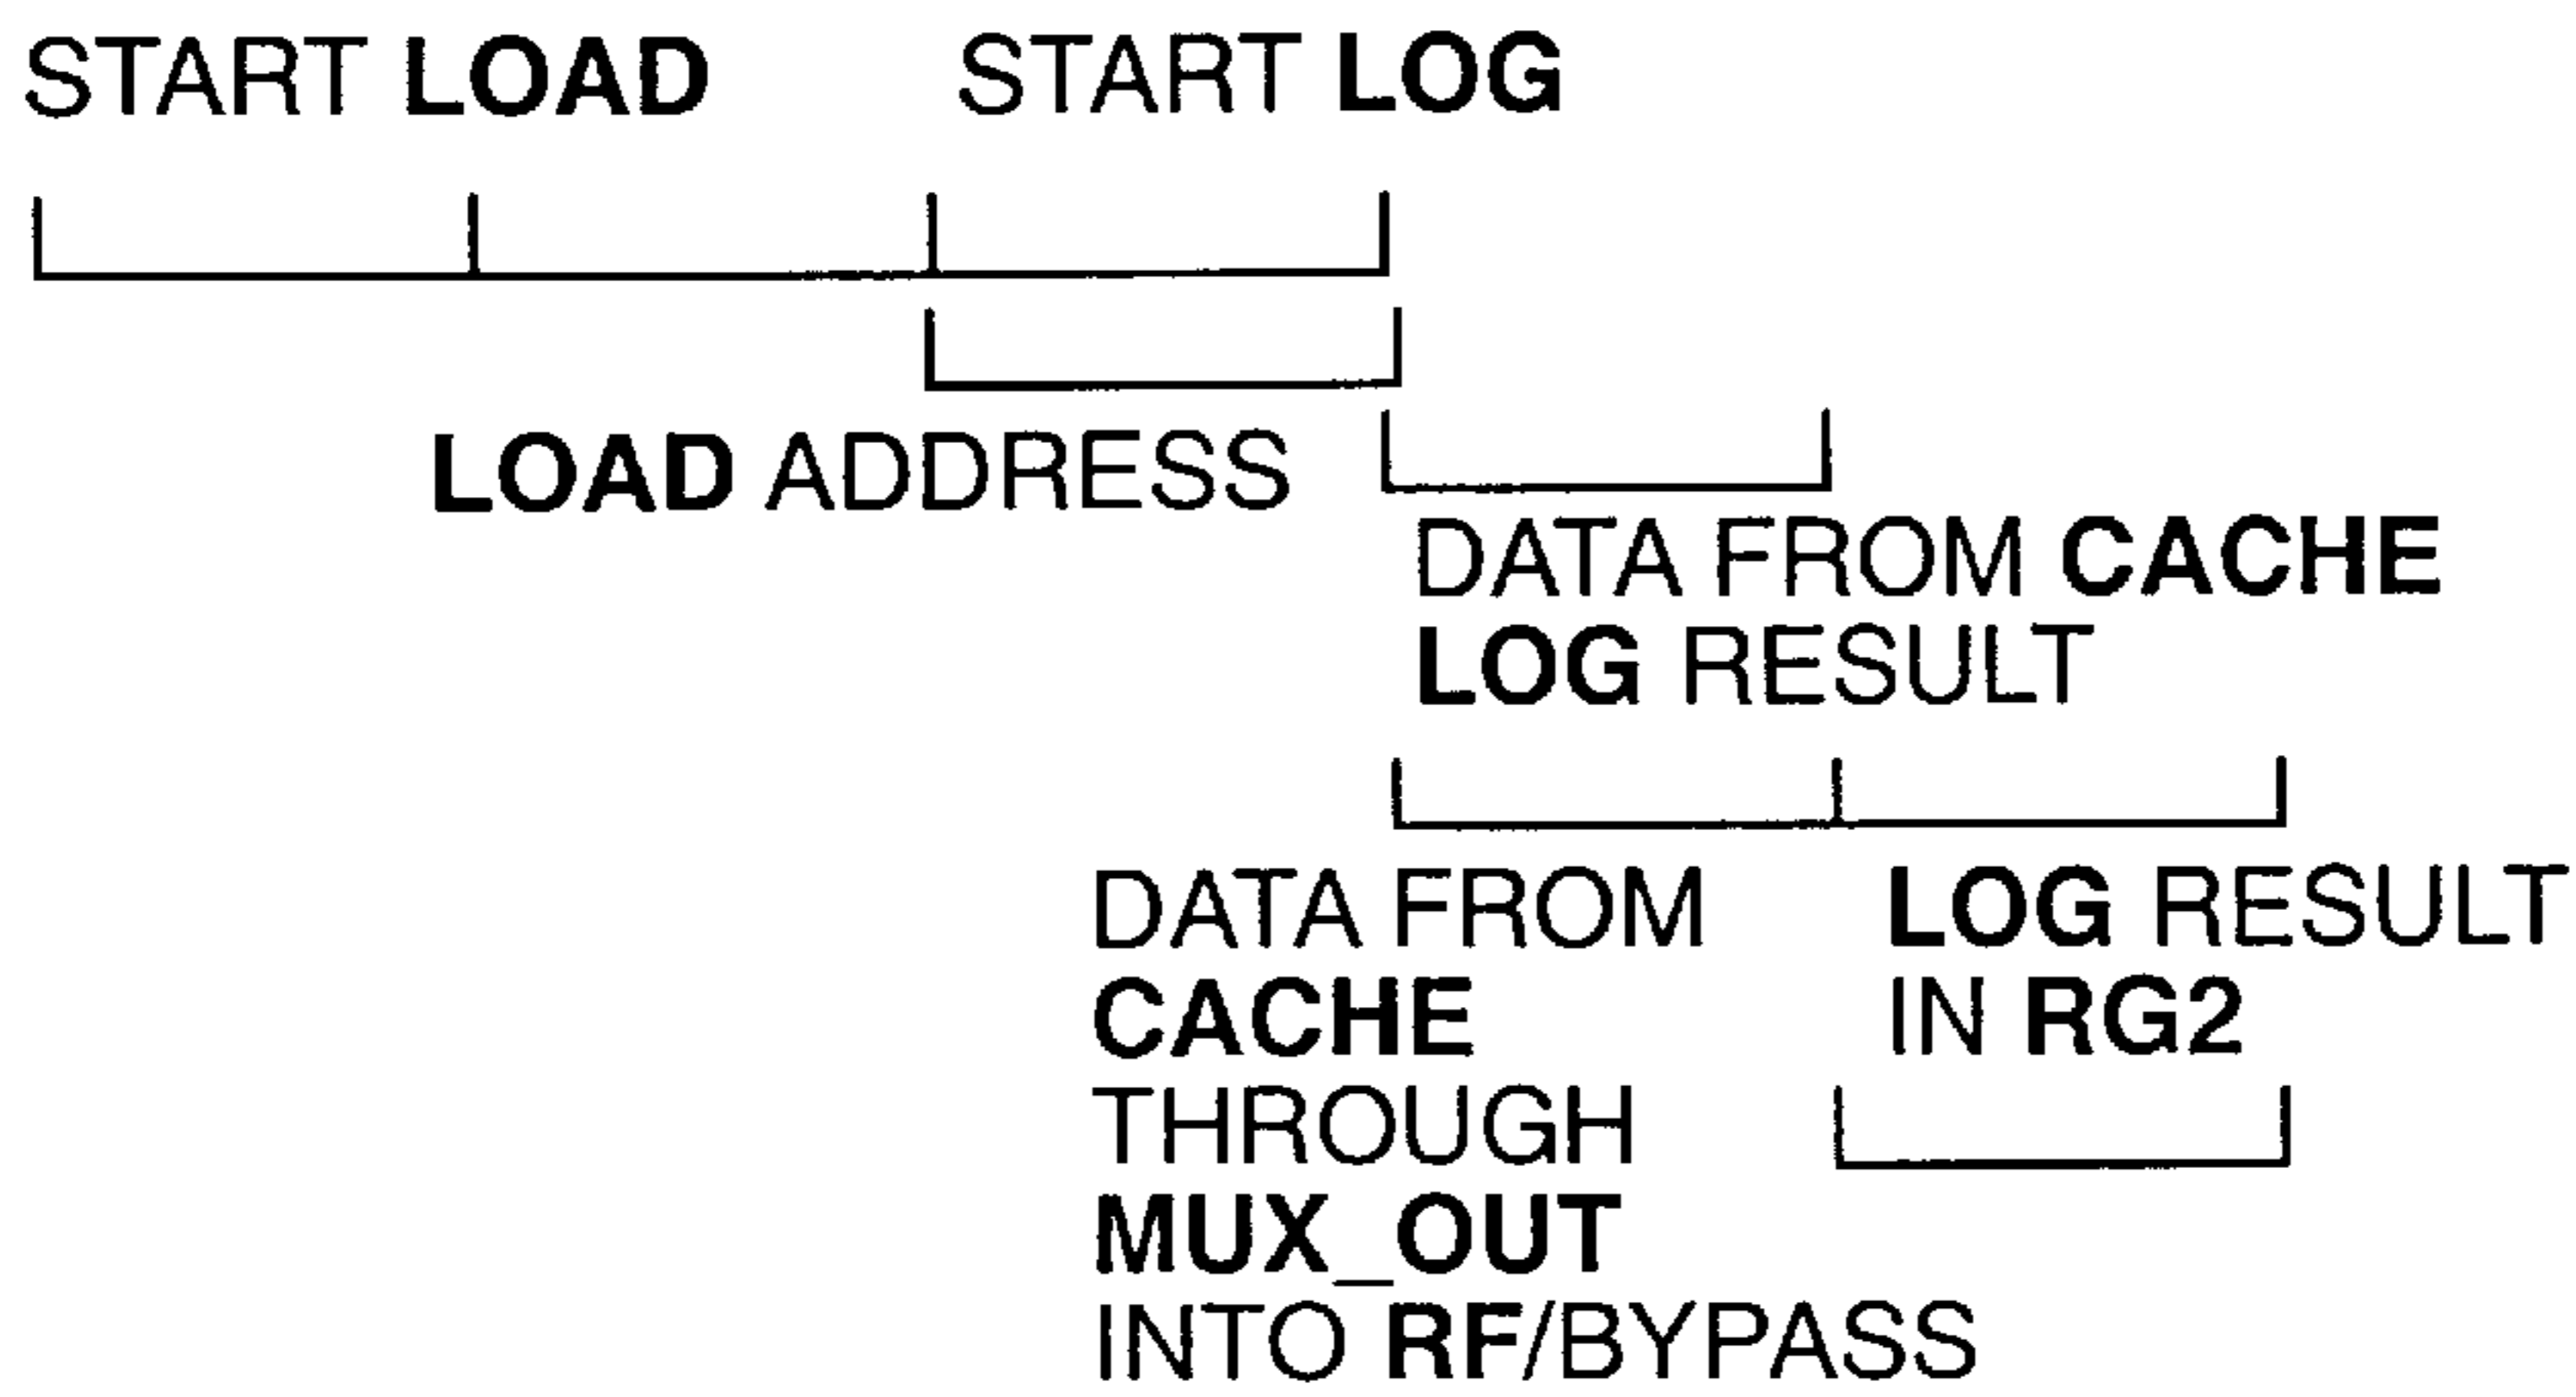 START LOAD
START LOG
LOAD ADDRESS
DATA FROM CACHE
LOG RESULT
DATA FROM
CACHE
THROUGH
MUX_OUT
INTO RF/BYPASS
LOG RESULT
IN RG2